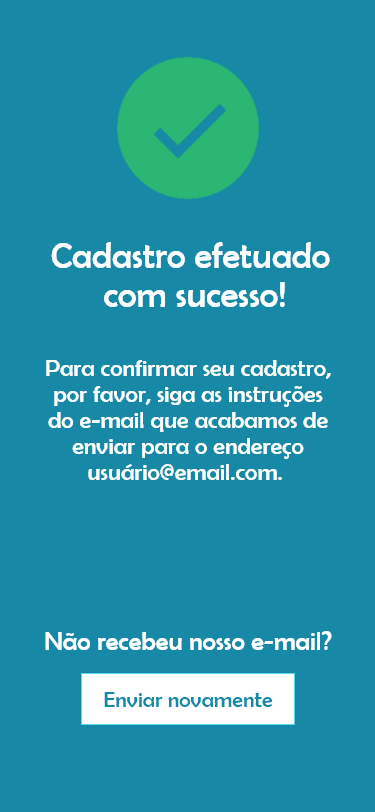 Cadastro efetuado
com sucesso!
Para confirmar seu cadastro,
por favor, siga as instruções
do e-mail que acabamos de
enviar para o endereço
usuário@email.com.
Não recebeu nosso e-mail?
Enviar novamente